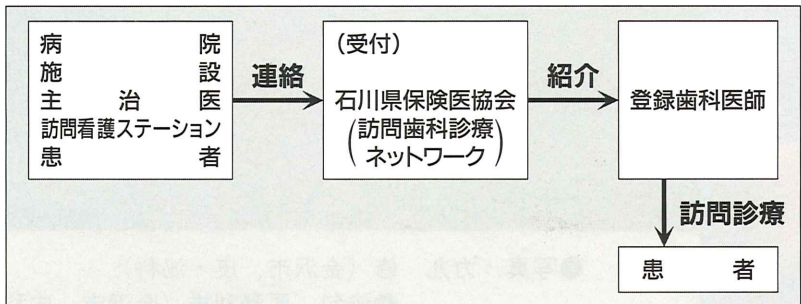 病院
施設
主治医
訪問看護ステーション
患者
連絡
(受付)
石川県保険医協会
(訪問歯科診療
ネットワーク)
紹介
登録歯科医師
訪問診療
患者